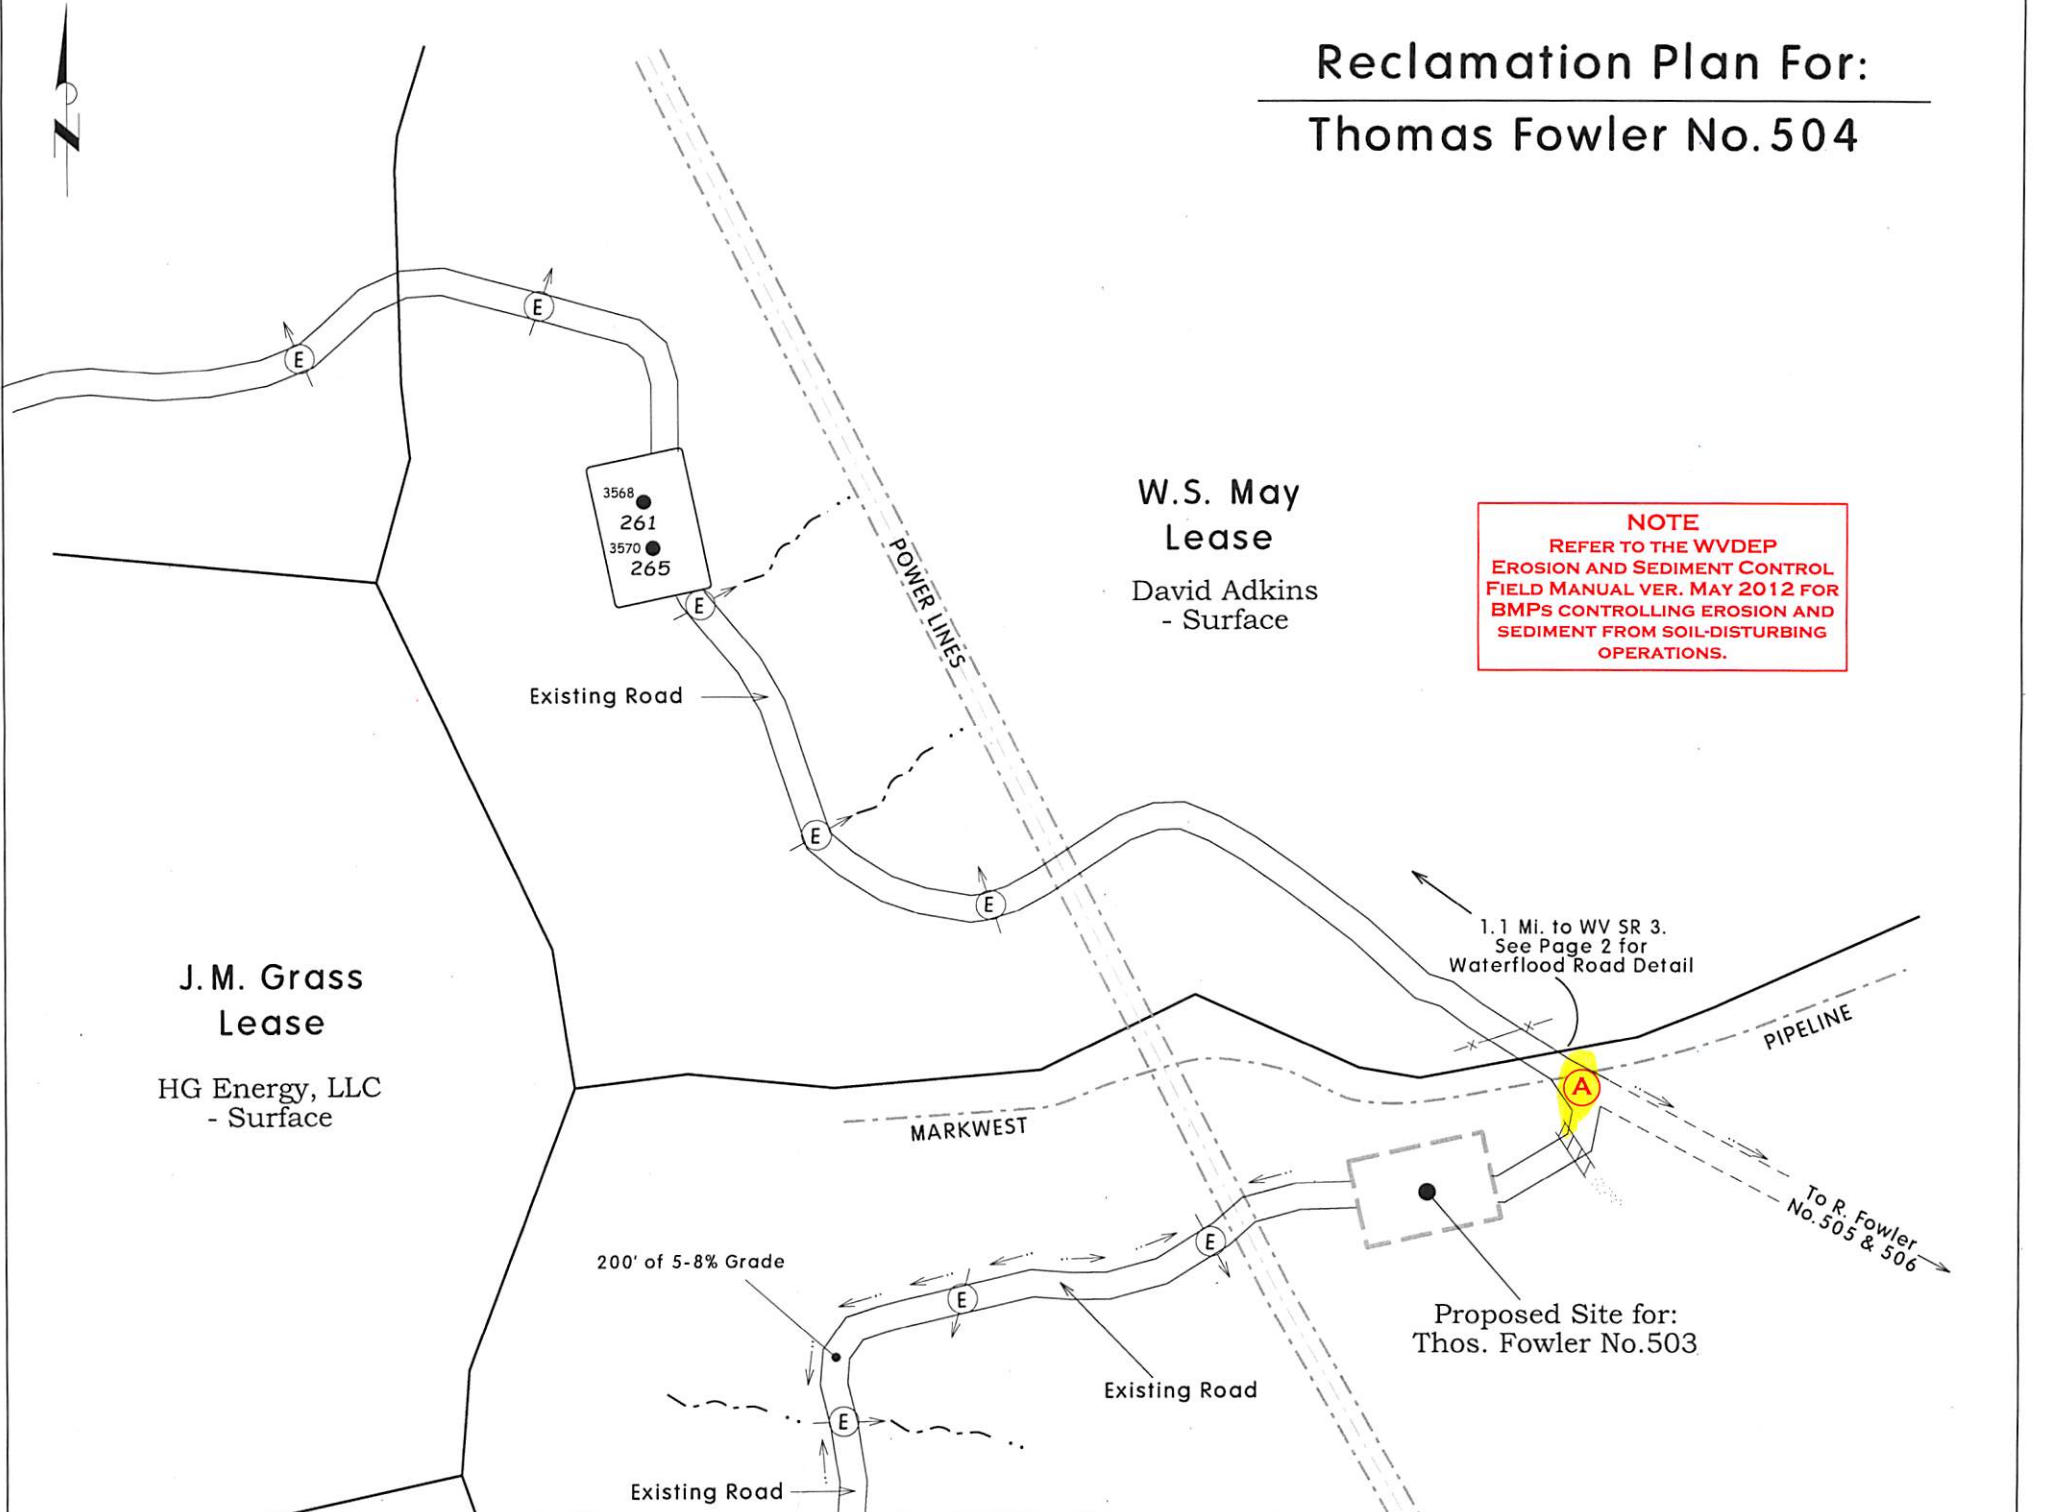 N
Reclamation Plan For:
Thomas Fowler No.504
E
E
3568
261
3570
265
E
POWER LINES
W.S. May
Lease
David Adkins
- Surface
NOTE
REFER TO THE WVDEP
EROSION AND SEDIMENT CONTROL
FIELD MANUAL VER. MAY 2012 FOR
BMPS CONTROLLING EROSION AND
SEDIMENT FROM SOIL-DISTURBING
OPERATIONS.
Existing Road
E
E
1.1 Mi. to WV SR 3.
See Page 2 for
Waterflood Road Detail
J.M. Grass
Lease
HG Energy, LLC
- Surface
PIPELINE
A
MARKWEST
To R. Fowler
No.505 & 506
200' of 5-8% Grade
E
E
Proposed Site for:
Thos. Fowler No.503
Existing Road
E
Existing Road